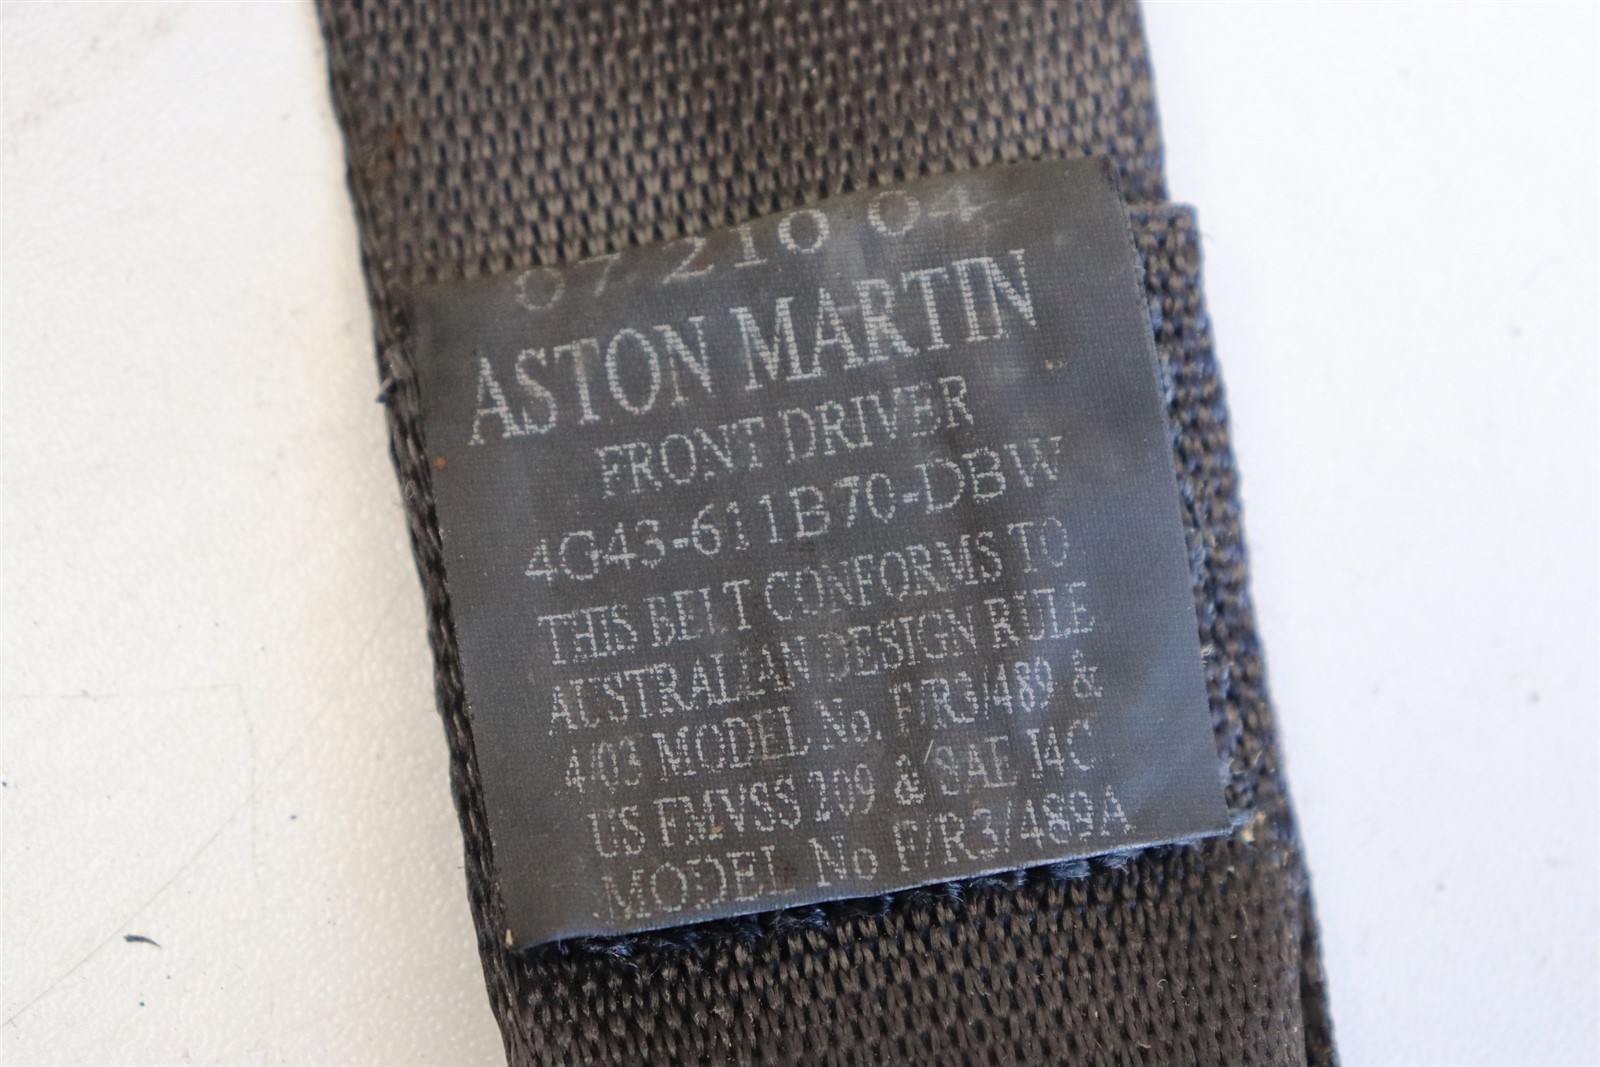 67 210 04
ASTON MARTIN
FRONT DRIVER
4G43-611B70-DBW
THIS BELT CONFORMS TO
AUSTRALIAN DESIGN RULE
4/03 MODEL No. F/R3/489 &
US FMVSS 209 & SAE J4C
MODEL No F/R3/489A